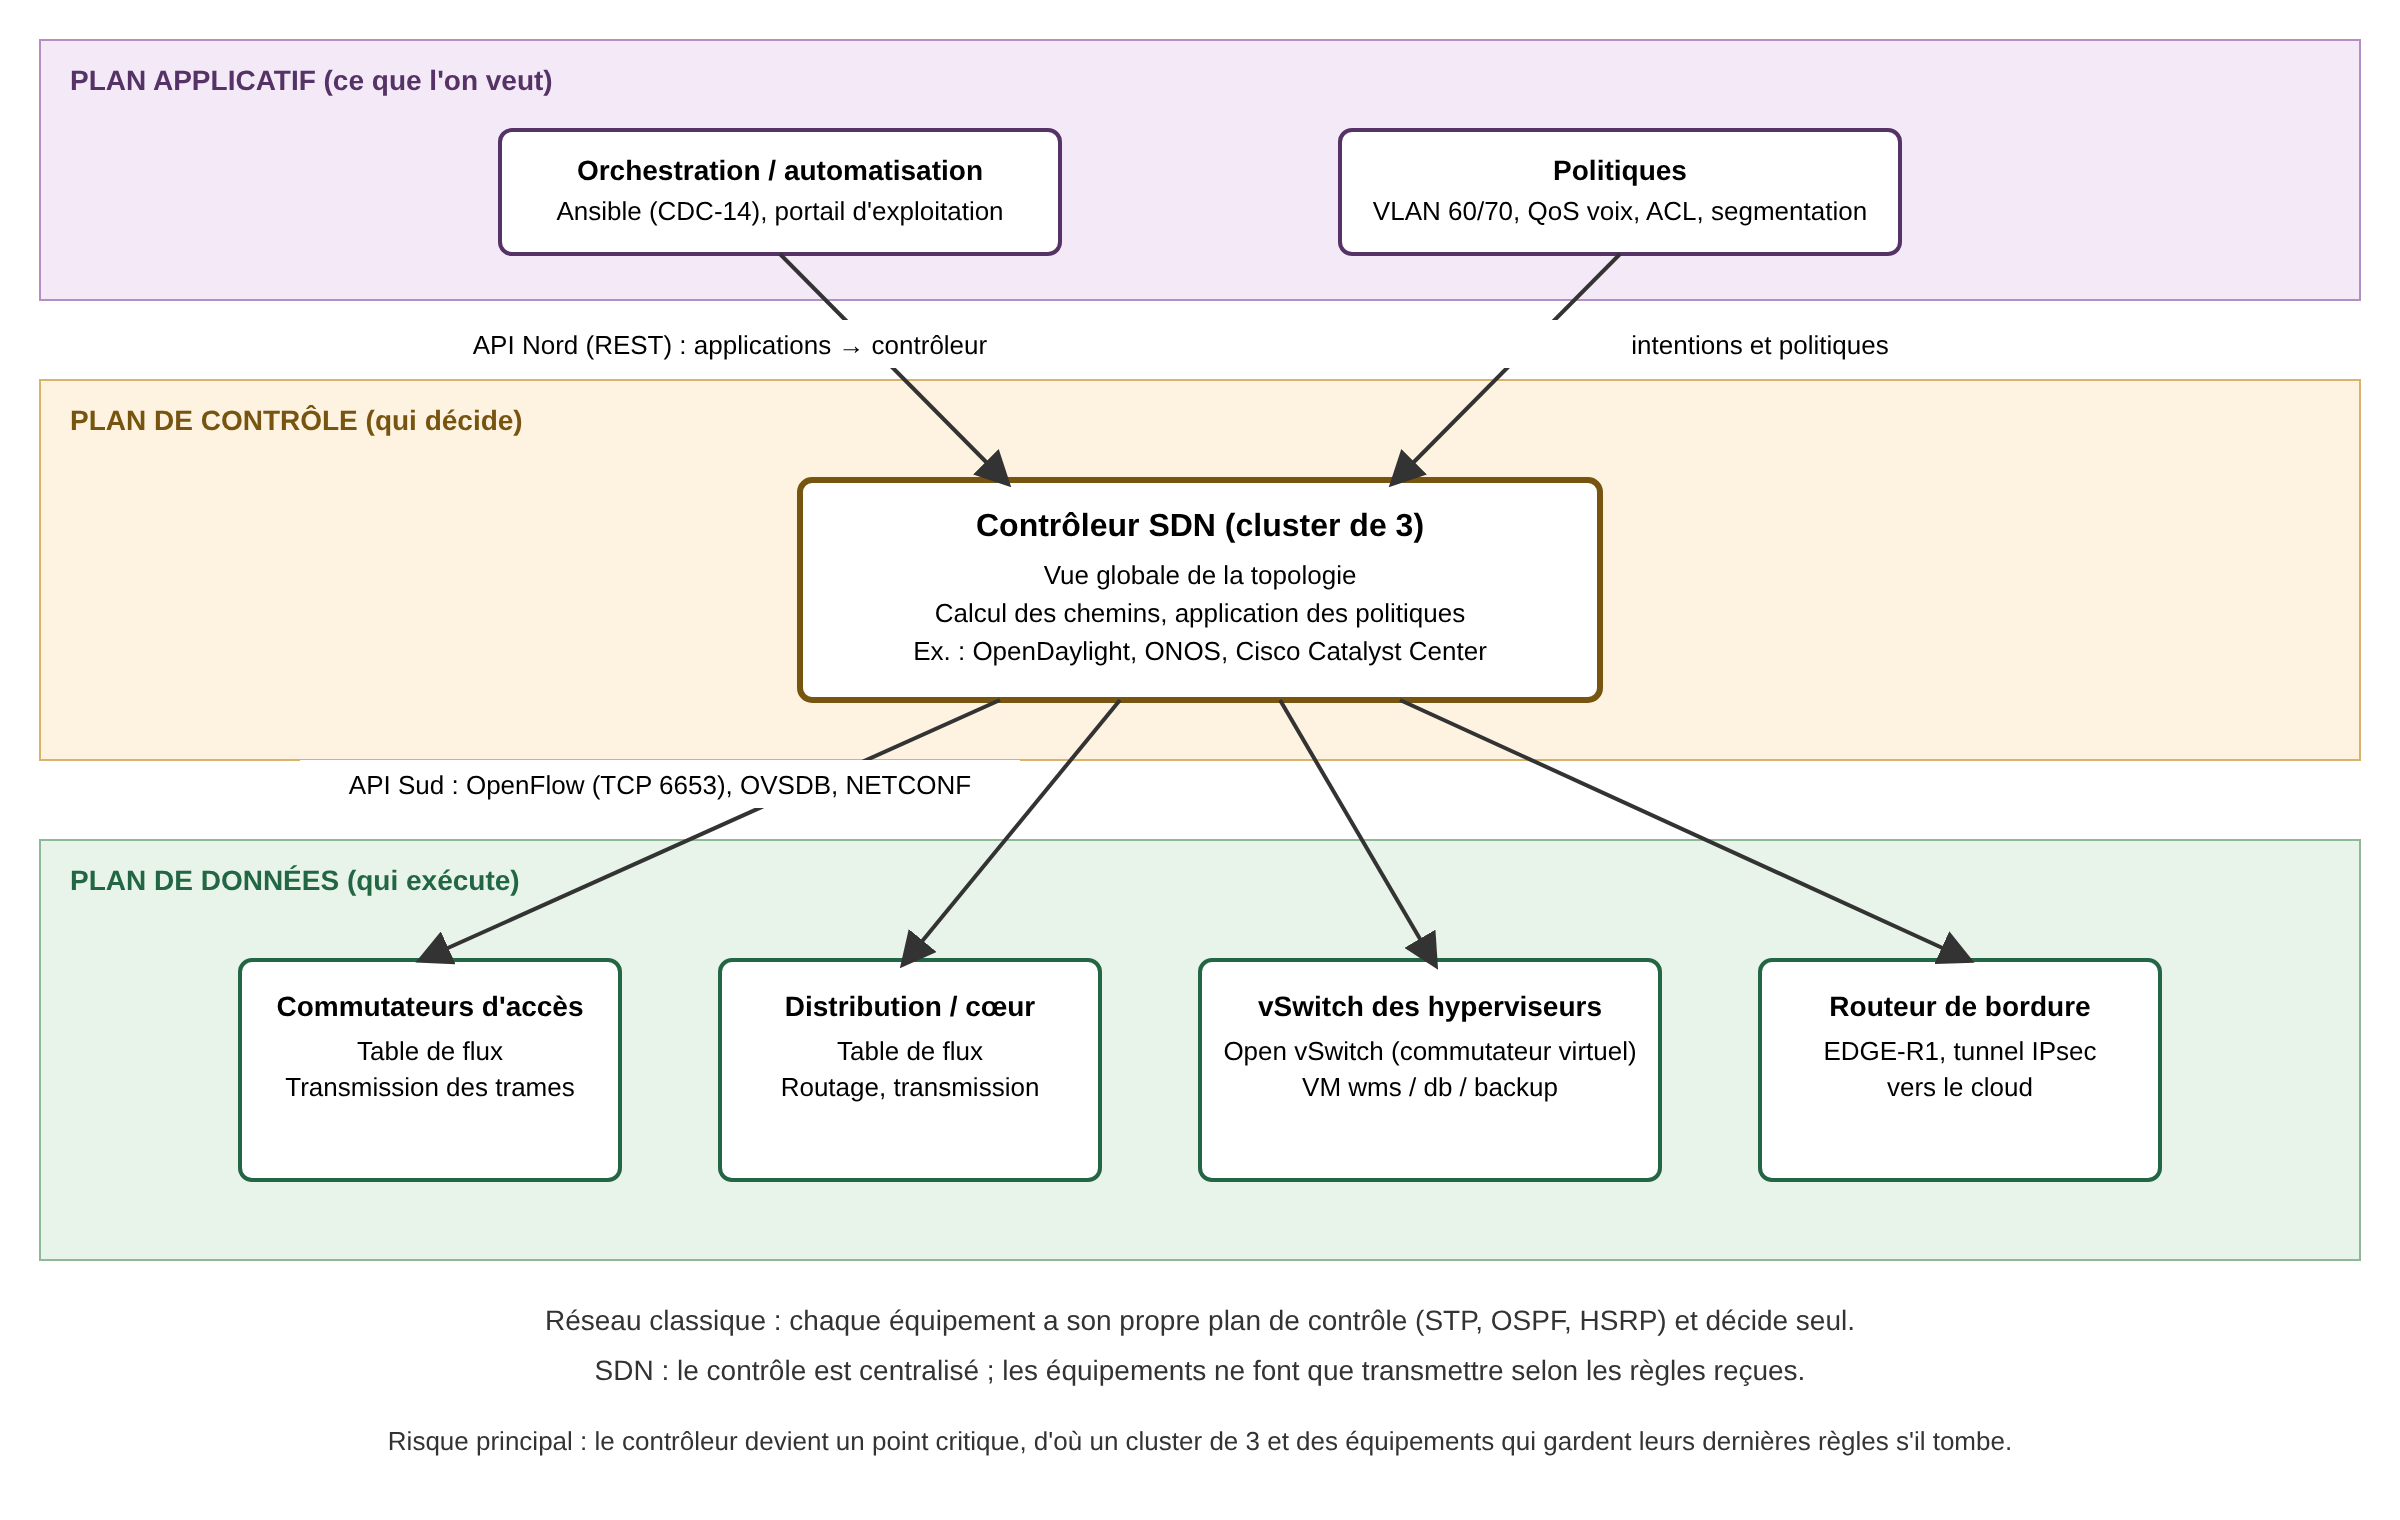 PLAN APPLICATIF (ce que l'on veut)
Orchestration / automatisation
Ansible (CDC-14), portail d'exploitation
Politiques
VLAN 60/70, QoS voix, ACL, segmentation
API Nord (REST) : applications → contrôleur
intentions et politiques
PLAN DE CONTRÔLE (qui décide)
Contrôleur SDN (cluster de 3)
Vue globale de la topologie
Calcul des chemins, application des politiques
Ex. : OpenDaylight, ONOS, Cisco Catalyst Center
API Sud : OpenFlow (TCP 6653), OVSDB, NETCONF
PLAN DE DONNÉES (qui exécute)
Commutateurs d'accès
Table de flux
Transmission des trames
Distribution / cœur
Table de flux
Routage, transmission
vSwitch des hyperviseurs
Open vSwitch (commutateur virtuel)
VM wms / db / backup
Routeur de bordure
EDGE-R1, tunnel IPsec
vers le cloud
Réseau classique : chaque équipement a son propre plan de contrôle (STP, OSPF, HSRP) et décide seul.
SDN : le contrôle est centralisé ; les équipements ne font que transmettre selon les règles reçues.
Risque principal : le contrôleur devient un point critique, d'où un cluster de 3 et des équipements qui gardent leurs dernières règles s'il tombe.